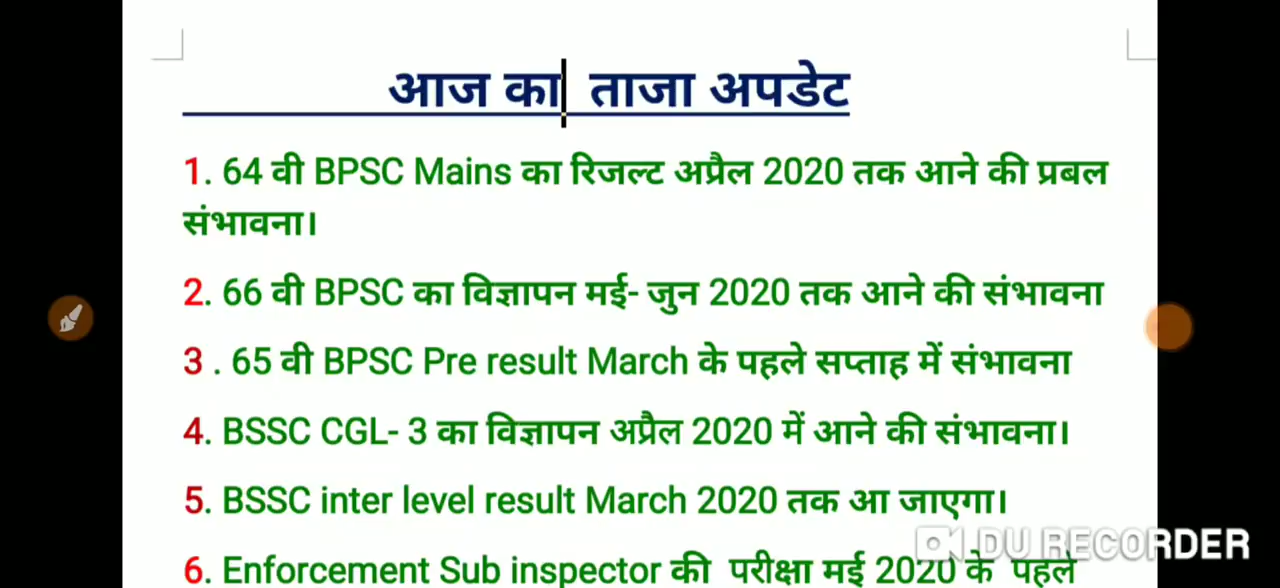 आज का ताजा अपडेट
1. 64 वी BPSC Mains का रिजल्ट अप्रैल 2020 तक आने की प्रबल
संभावना।
2. 66 वी BPSC का विज्ञापन मई- जुन 2020 तक आने की संभावना
3 . 65 वी BPSC Pre result March के पहले सप्ताह में संभावना
4. BSSC CGL- 3 का विज्ञापन अप्रैल 2020 में आने की संभावना।
5. BSSC inter level result March 2020 तक आ जाएगा।
DU RECORDER
6. Enforcement Sub inspector की परीक्षा मई 2020 के पहले